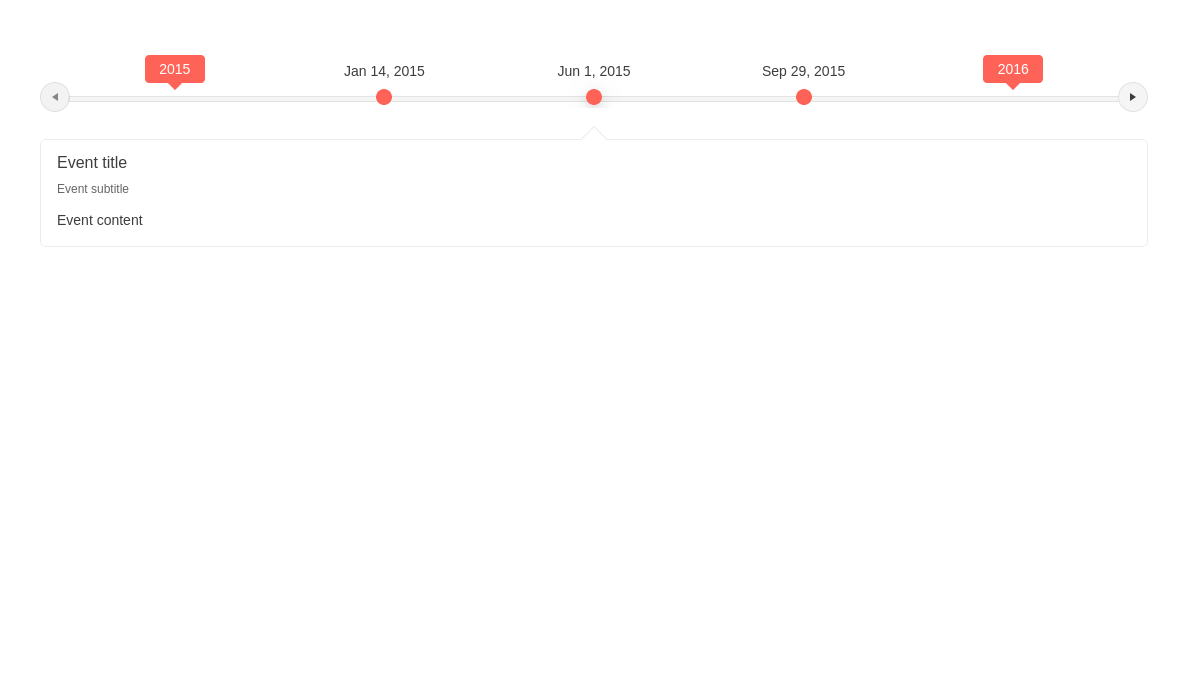 2015
Jan 14, 2015
Jun 1, 2015
Sep 29, 2015
2016
Event title
Event subtitle
Event content